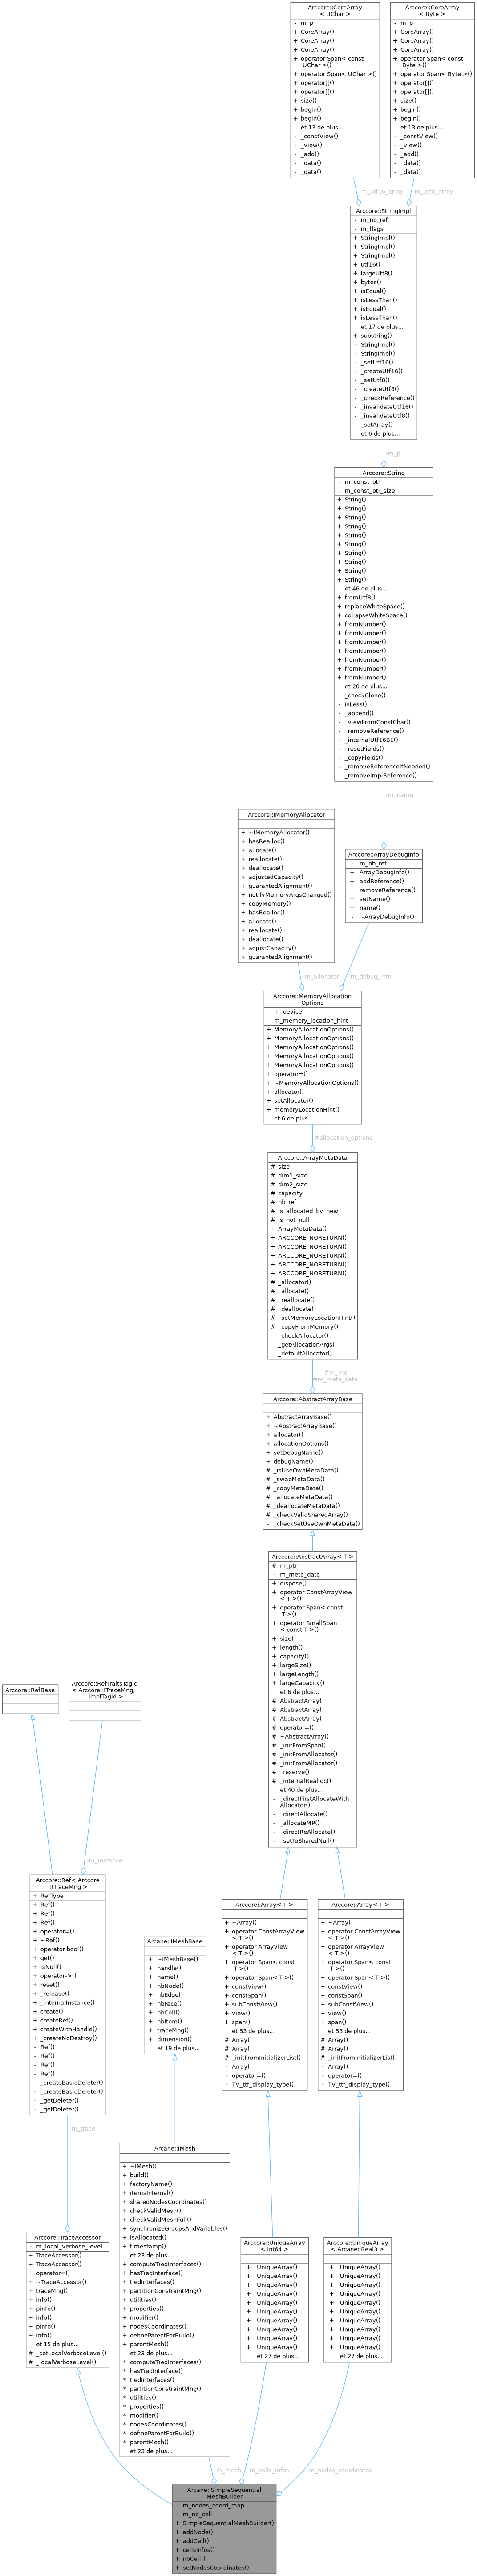 Arccore::CoreArray
< UChar >
- m_p
+ CoreArray()
+ CoreArray()
+ CoreArray()
+ operator Span< const
UChar >()
+ operator Span< UChar >()
+ operator[]()
+ operator[]()
+ size()
+ begin()
+ begin()
et 13 de plus...
- _constView()
- _view()
- _add()
- _data()
- _data()
Arccore::CoreArray
< Byte >
- m_p
+ CoreArray()
+ CoreArray()
+ CoreArray()
+ operator Span< const
Byte >()
+ operator Span< Byte >()
+ operator[]()
+ operator[]()
+ size()
+ begin()
+ begin()
et 13 de plus...
- _constView()
- _view()
- _add()
- _data()
- _data()
-m_utf16_array
-m_utf8_array
Arccore::StringImpl
- m_nb_ref
- m_flags
+ StringImpl()
+ StringImpl()
+ StringImpl()
+ utf16()
+ largeUtf8()
+ bytes()
+ isEqual()
+ isLessThan()
+ isEqual()
+ isLessThan()
et 17 de plus...
+ substring()
- StringImpl()
- StringImpl()
- _setUtf16()
- _createUtf16()
- _setUtf8()
- _createUtf8()
- _checkReference()
- _invalidateUtf16()
- _invalidateUtf8()
- _setArray()
et 6 de plus...
-m_p
Arccore::String
- m_const_ptr
- m_const_ptr_size
+ String()
+ String()
+ String()
+ String()
+ String()
+ String()
+ String()
+ String()
+ String()
+ String()
et 46 de plus...
+ fromUtf8()
+ replaceWhiteSpace()
+ collapseWhiteSpace()
+ fromNumber()
+ fromNumber()
+ fromNumber()
+ fromNumber()
+ fromNumber()
+ fromNumber()
+ fromNumber()
et 20 de plus...
- _checkClone()
- isLess()
- _append()
- _viewFromConstChar()
- _removeReference()
- _internalUtf16BE()
- _resetFields()
- _copyFields()
- _removeReferenceIfNeeded()
- _removeImplReference()
-m_name
Arccore::IMemoryAllocator
+ ~IMemoryAllocator()
+ hasRealloc()
+ allocate()
+ reallocate()
+ deallocate()
+ adjustedCapacity()
+ guarantedAlignment()
+ notifyMemoryArgsChanged()
+ copyMemory()
+ hasRealloc()
+ allocate()
+ reallocate()
+ deallocate()
+ adjustCapacity()
+ guarantedAlignment()
Arccore::ArrayDebugInfo
- m_nb_ref
+ ArrayDebugInfo()
+ addReference()
+ removeReference()
+ setName()
+ name()
- ~ArrayDebugInfo()
-m_allocator
-m_debug_info
Arccore::MemoryAllocation
Options
- m_device
- m_memory_location_hint
+ MemoryAllocationOptions()
+ MemoryAllocationOptions()
+ MemoryAllocationOptions()
+ MemoryAllocationOptions()
+ MemoryAllocationOptions()
+ operator=()
+ ~MemoryAllocationOptions()
+ allocator()
+ setAllocator()
+ memoryLocationHint()
et 6 de plus...
#allocation_options
Arccore::ArrayMetaData
# size
# dim1_size
# dim2_size
# capacity
# nb_ref
# is_allocated_by_new
# is_not_null
+ ArrayMetaData()
+ ARCCORE_NORETURN()
+ ARCCORE_NORETURN()
+ ARCCORE_NORETURN()
+ ARCCORE_NORETURN()
+ ARCCORE_NORETURN()
# _allocator()
# _allocate()
# _reallocate()
# _deallocate()
# _setMemoryLocationHint()
# _copyFromMemory()
- _checkAllocator()
- _getAllocationArgs()
- _defaultAllocator()
#m_md
#m_meta_data
Arccore::AbstractArrayBase
+ AbstractArrayBase()
+ ~AbstractArrayBase()
+ allocator()
+ allocationOptions()
+ setDebugName()
+ debugName()
# _isUseOwnMetaData()
# _swapMetaData()
# _copyMetaData()
# _allocateMetaData()
# _deallocateMetaData()
# _checkValidSharedArray()
- _checkSetUseOwnMetaData()
Arccore::AbstractArray< T >
# m_ptr
- m_meta_data
+ dispose()
+ operator ConstArrayView
< T >()
+ operator Span< const
T >()
+ operator SmallSpan
< const T >()
+ size()
+ length()
+ capacity()
+ largeSize()
+ largeLength()
+ largeCapacity()
et 6 de plus...
# AbstractArray()
# AbstractArray()
# AbstractArray()
# operator=()
# ~AbstractArray()
# _initFromSpan()
# _initFromAllocator()
# _initFromAllocator()
# _reserve()
# _internalRealloc()
et 40 de plus...
- _directFirstAllocateWith
Allocator()
- _directAllocate()
- _allocateMP()
- _directReAllocate()
- _setToSharedNull()
Arccore::RefBase
Arccore::RefTraitsTagId
< Arccore::ITraceMng,
ImplTagId >
-m_instance
Arccore::Ref< Arccore
::ITraceMng >
+ RefType
+ Ref()
+ Ref()
+ Ref()
+ operator=()
+ ~Ref()
+ operator bool()
+ get()
+ isNull()
+ operator->()
+ reset()
+ _release()
+ _internalInstance()
+ create()
+ createRef()
+ createWithHandle()
+ _createNoDestroy()
- Ref()
- Ref()
- Ref()
- Ref()
- _createBasicDeleter()
- _createBasicDeleter()
- _getDeleter()
- _getDeleter()
Arcane::IMeshBase
+ ~IMeshBase()
+ handle()
+ name()
+ nbNode()
+ nbEdge()
+ nbFace()
+ nbCell()
+ nbItem()
+ traceMng()
+ dimension()
et 19 de plus...
Arccore::Array< T >
+ ~Array()
+ operator ConstArrayView
< T >()
+ operator ArrayView
< T >()
+ operator Span< const
T >()
+ operator Span< T >()
+ constView()
+ constSpan()
+ subConstView()
+ view()
+ span()
et 53 de plus...
# Array()
# Array()
# _initFromInitializerList()
- Array()
- operator=()
- TV_ttf_display_type()
Arccore::Array< T >
+ ~Array()
+ operator ConstArrayView
< T >()
+ operator ArrayView
< T >()
+ operator Span< const
T >()
+ operator Span< T >()
+ constView()
+ constSpan()
+ subConstView()
+ view()
+ span()
et 53 de plus...
# Array()
# Array()
# _initFromInitializerList()
- Array()
- operator=()
- TV_ttf_display_type()
-m_trace
Arccore::TraceAccessor
- m_local_verbose_level
+ TraceAccessor()
+ TraceAccessor()
+ operator=()
+ ~TraceAccessor()
+ traceMng()
+ info()
+ pinfo()
+ info()
+ pinfo()
+ info()
et 15 de plus...
# _setLocalVerboseLevel()
# _localVerboseLevel()
Arcane::IMesh
+ ~IMesh()
+ build()
+ factoryName()
+ itemsInternal()
+ sharedNodesCoordinates()
+ checkValidMesh()
+ checkValidMeshFull()
+ synchronizeGroupsAndVariables()
+ isAllocated()
+ timestamp()
et 23 de plus...
+ computeTiedInterfaces()
+ hasTiedInterface()
+ tiedInterfaces()
+ partitionConstraintMng()
+ utilities()
+ properties()
+ modifier()
+ nodesCoordinates()
+ defineParentForBuild()
+ parentMesh()
et 23 de plus...
* computeTiedInterfaces()
* hasTiedInterface()
* tiedInterfaces()
* partitionConstraintMng()
* utilities()
* properties()
* modifier()
* nodesCoordinates()
* defineParentForBuild()
* parentMesh()
et 23 de plus...
Arccore::UniqueArray
< Int64 >
+ UniqueArray()
+ UniqueArray()
+ UniqueArray()
+ UniqueArray()
+ UniqueArray()
+ UniqueArray()
+ UniqueArray()
+ UniqueArray()
+ UniqueArray()
+ UniqueArray()
et 27 de plus...
Arccore::UniqueArray
< Arcane::Real3 >
+ UniqueArray()
+ UniqueArray()
+ UniqueArray()
+ UniqueArray()
+ UniqueArray()
+ UniqueArray()
+ UniqueArray()
+ UniqueArray()
+ UniqueArray()
+ UniqueArray()
et 27 de plus...
-m_mesh
-m_cells_infos
-m_nodes_coordinates
Arcane::SimpleSequential
MeshBuilder
- m_nodes_coord_map
- m_nb_cell
+ SimpleSequentialMeshBuilder()
+ addNode()
+ addCell()
+ cellsInfos()
+ nbCell()
+ setNodesCoordinates()